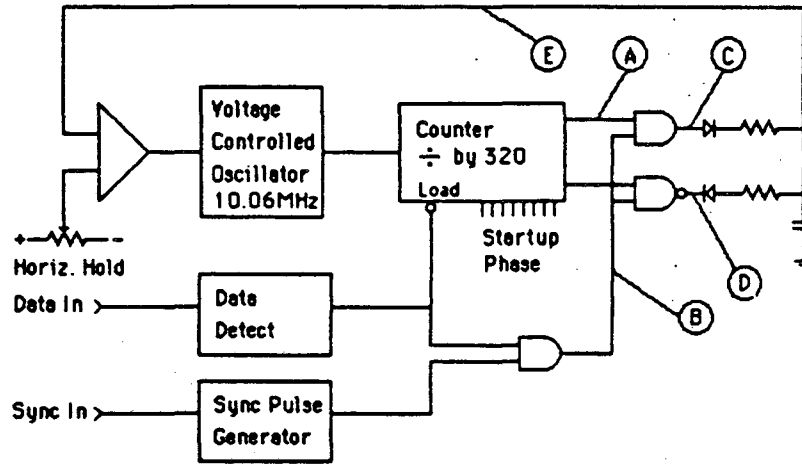 E
A
C
Voltage
Controlled
Oscillator
10.06MHz
Counter
÷ by 320
Load
Startup
Phase
+ -
Horiz. Hold
D
Data In
Data
Detect
B
Sync In
Sync Pulse
Generator